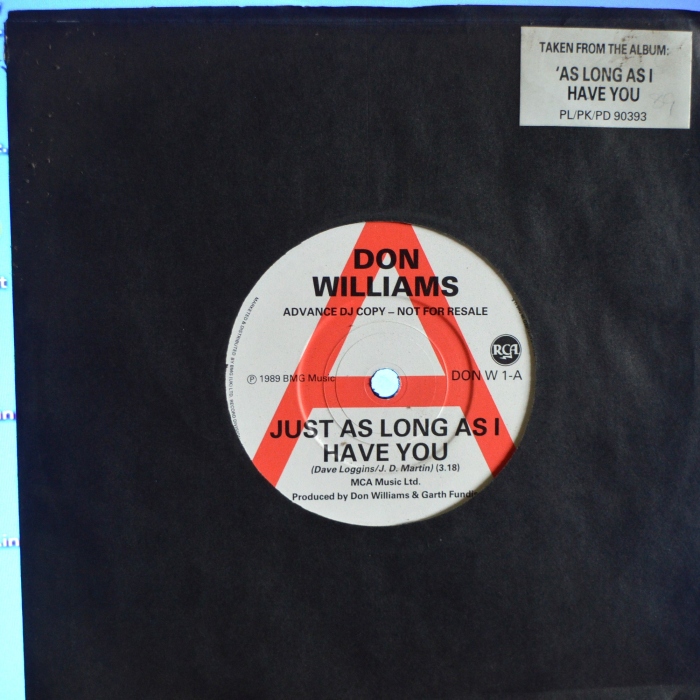 TAKEN FROM THE ALBUM:
'AS LONG AS I
HAVE YOU
PL/PK/PD 90393
DON
WILLIAMS
ADVANCE DJ COPY – NOT FOR RESALE
RCA
℗ 1989 BMG Music
DON W 1-A
JUST AS LONG AS I
HAVE YOU
(Dave Loggins/J. D. Martin) (3.18)
MCA Music Ltd.
Produced by Don Williams & Garth